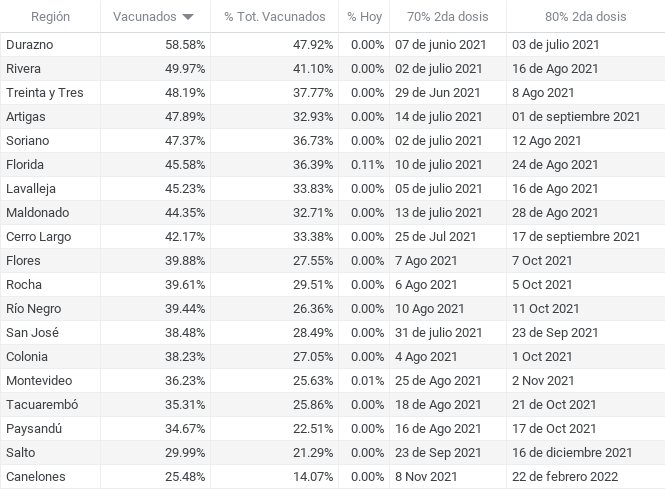 Región Vacunados % Tot. Vacunados % Hoy 70% 2da dosis 80% 2da dosis
Durazno 58.58% 47.92% 0.00% 07 de junio 2021 03 de julio 2021
Rivera 49.97% 41.10% 0.00% 02 de julio 2021 16 de Ago 2021
Treinta y Tres 48.19% 37.77% 0.00% 29 de Jun 2021 8 Ago 2021
Artigas 47.89% 32.93% 0.00% 14 de julio 2021 01 de septiembre 2021
Soriano 47.37% 36.73% 0.00% 02 de julio 2021 12 Ago 2021
Florida 45.58% 36.39% 0.11% 10 de julio 2021 24 de Ago 2021
Lavalleja 45.23% 33.83% 0.00% 05 de julio 2021 16 de Ago 2021
Maldonado 44.35% 32.71% 0.00% 13 de julio 2021 28 de Ago 2021
Cerro Largo 42.17% 33.38% 0.00% 25 de Jul 2021 17 de septiembre 2021
Flores 39.88% 27.55% 0.00% 7 Ago 2021 7 Oct 2021
Rocha 39.61% 29.51% 0.00% 6 Ago 2021 5 Oct 2021
Río Negro 39.44% 26.36% 0.00% 10 Ago 2021 11 Oct 2021
San José 38.48% 28.49% 0.00% 31 de julio 2021 23 de Sep 2021
Colonia 38.23% 27.05% 0.00% 4 Ago 2021 1 Oct 2021
Montevideo 36.23% 25.63% 0.01% 25 de Ago 2021 2 Nov 2021
Tacuarembó 35.31% 25.86% 0.00% 18 de Ago 2021 21 de Oct 2021
Paysandú 34.67% 22.51% 0.00% 16 de Ago 2021 17 de Oct 2021
Salto 29.99% 21.29% 0.00% 23 de Sep 2021 16 de diciembre 2021
Canelones 25.48% 14.07% 0.00% 8 Nov 2021 22 de febrero 2022